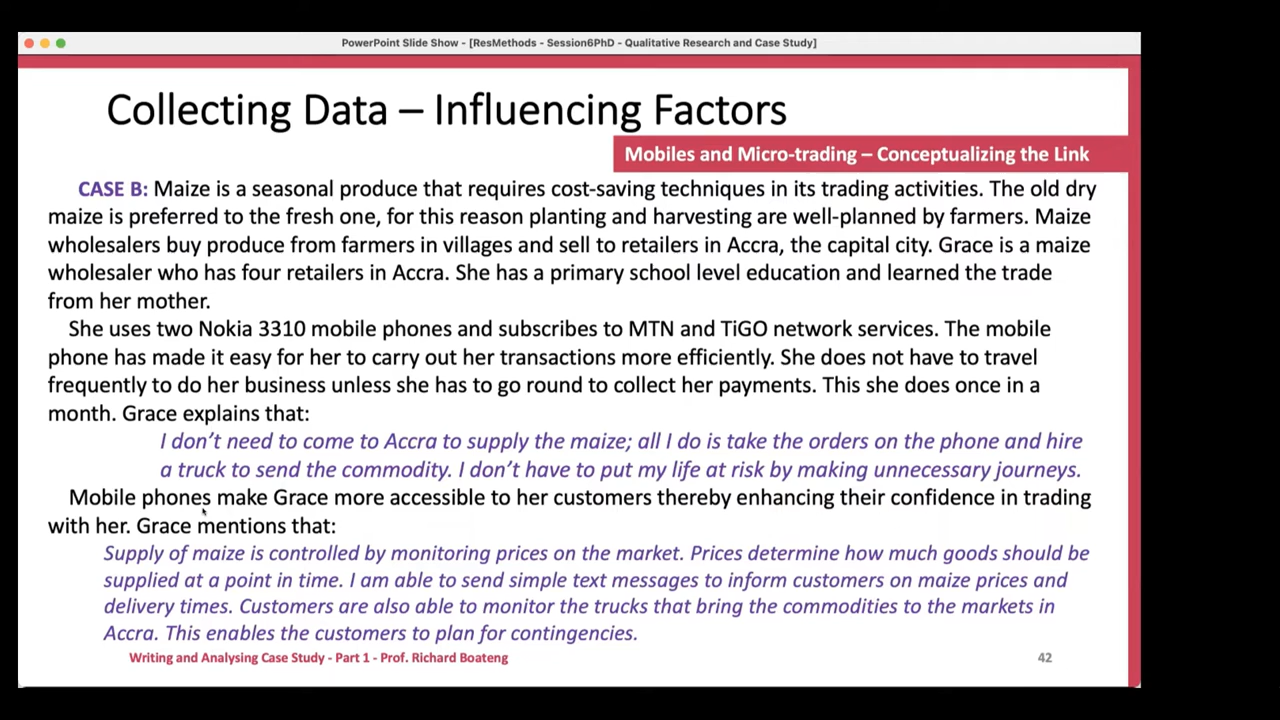 PowerPoint Slide Show - [ResMethods - Session6PhD - Qualitative Research and Case Study]
Collecting Data – Influencing Factors
Mobiles and Micro-trading – Conceptualizing the Link
CASE B: Maize is a seasonal produce that requires cost-saving techniques in its trading activities. The old dry
maize is preferred to the fresh one, for this reason planting and harvesting are well-planned by farmers. Maize
wholesalers buy produce from farmers in villages and sell to retailers in Accra, the capital city. Grace is a maize
wholesaler who has four retailers in Accra. She has a primary school level education and learned the trade
from her mother.
She uses two Nokia 3310 mobile phones and subscribes to MTN and TiGO network services. The mobile
phone has made it easy for her to carry out her transactions more efficiently. She does not have to travel
frequently to do her business unless she has to go round to collect her payments. This she does once in a
month. Grace explains that:
I don't need to come to Accra to supply the maize; all I do is take the orders on the phone and hire
a truck to send the commodity. I don't have to put my life at risk by making unnecessary journeys.
Mobile phones make Grace more accessible to her customers thereby enhancing their confidence in trading
with her. Grace mentions that:
Supply of maize is controlled by monitoring prices on the market. Prices determine how much goods should be
supplied at a point in time. I am able to send simple text messages to inform customers on maize prices and
delivery times. Customers are also able to monitor the trucks that bring the commodities to the markets in
Accra. This enables the customers to plan for contingencies.
Writing and Analysing Case Study - Part 1 - Prof. Richard Boateng
42